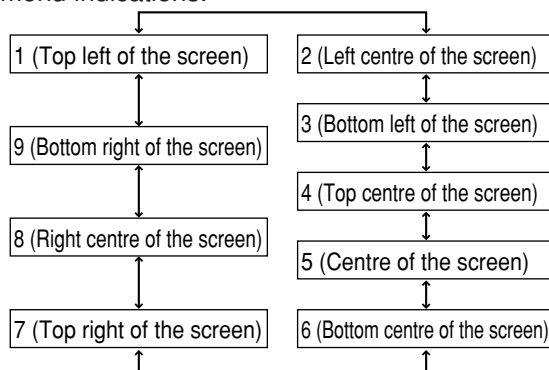 menu indications.
1 (Top left of the screen)
2 (Left centre of the screen)
3 (Bottom left of the screen)
9 (Bottom right of the screen)
4 (Top centre of the screen)
8 (Right centre of the screen)
5 (Centre of the screen)
7 (Top right of the screen)
6 (Bottom centre of the screen)